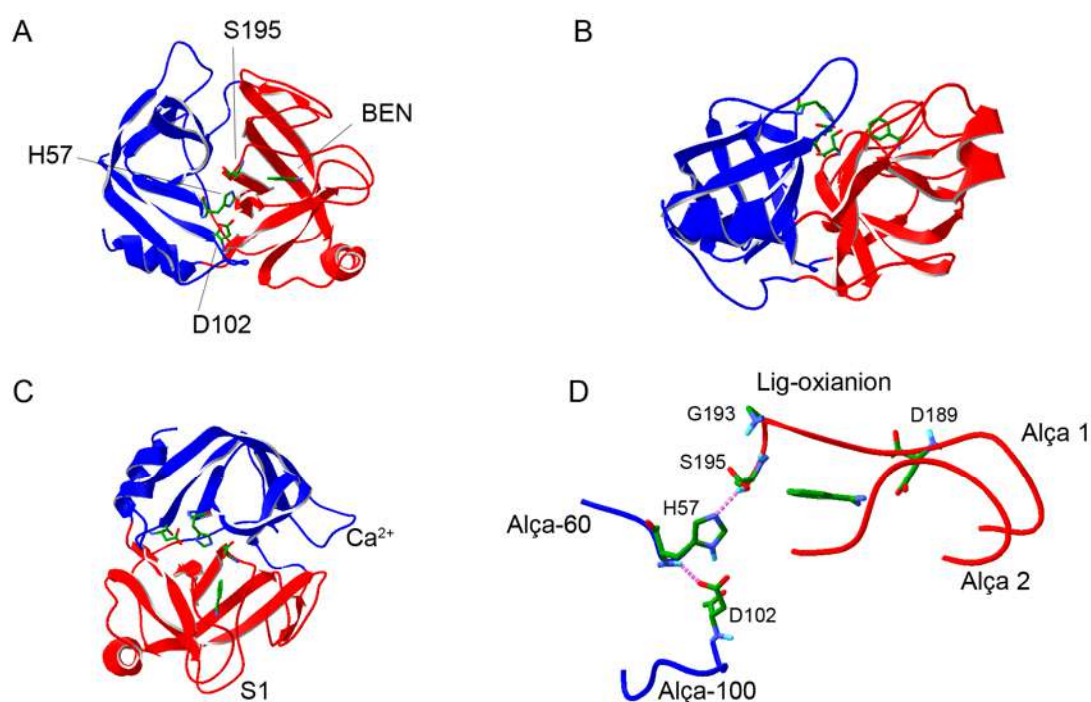 A
S195
B
BEN
H57
D102
C
D
Lig-oxianion
G193
D189
Alça 1
S195
H57
Alça-60
Ca²⁺
Alça 2
D102
S1
Alça-100